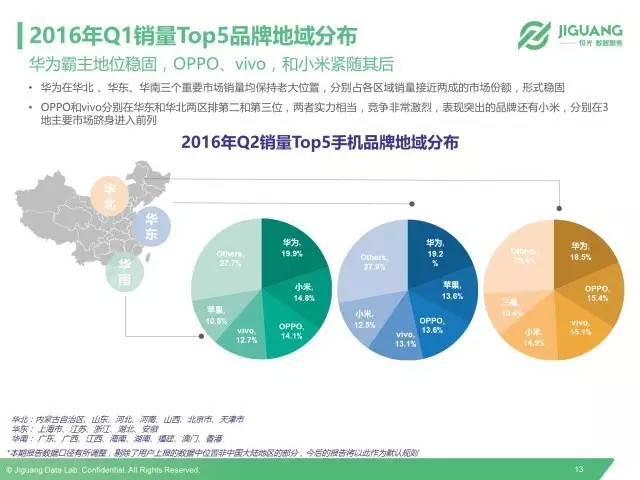 2016年Q1销量Top5品牌地域分布
JIGUANG
极光 数据服务
华为霸主地位稳固，OPPO、vivo，和小米紧随其后
• 华为在华北 、华东、华南三个重要市场销量均保持者大位置，分别占各区域销量接近两成的市场份额，形式稳固
• OPPO和vivo分别在华东和华北两区排第二和第三位，两者实力相当，竞争非常激烈，表现突出的品牌还有小米，分别在3
地主要市场跻身进入前列
2016年Q2销量Top5手机品牌地域分布
华
北
华
东
华
南
华为,
19.9%
小米,
14.8%
OPPO,
14.1%
vivo,
12.7%
苹果,
10.8%
Others,
27.7%
华为,
19.2
%
苹果,
13.6%
OPPO,
13.6%
vivo,
13.1%
小米,
12.5%
Others,
华为,
18.5%
OPPO,
15.4%
vivo,
15.1%
小米,
14.9%
三星,
10.4%
Others,
华北：内蒙古自治区、山东、河北、河南、山西、北京市、天津市
华东： 上海市、江苏、浙江、湖北、安徽
华南： 广东、广西、江西、海南、湖南、福建、澳门、香港
*本期报告数据口径有所调整，剔除了用户上报的数据中位置非中国大陆地区的部分，今后的报告将以此作为默认规则
© Jiguang Data Lab. Confidential. All Rights Reserved.
13